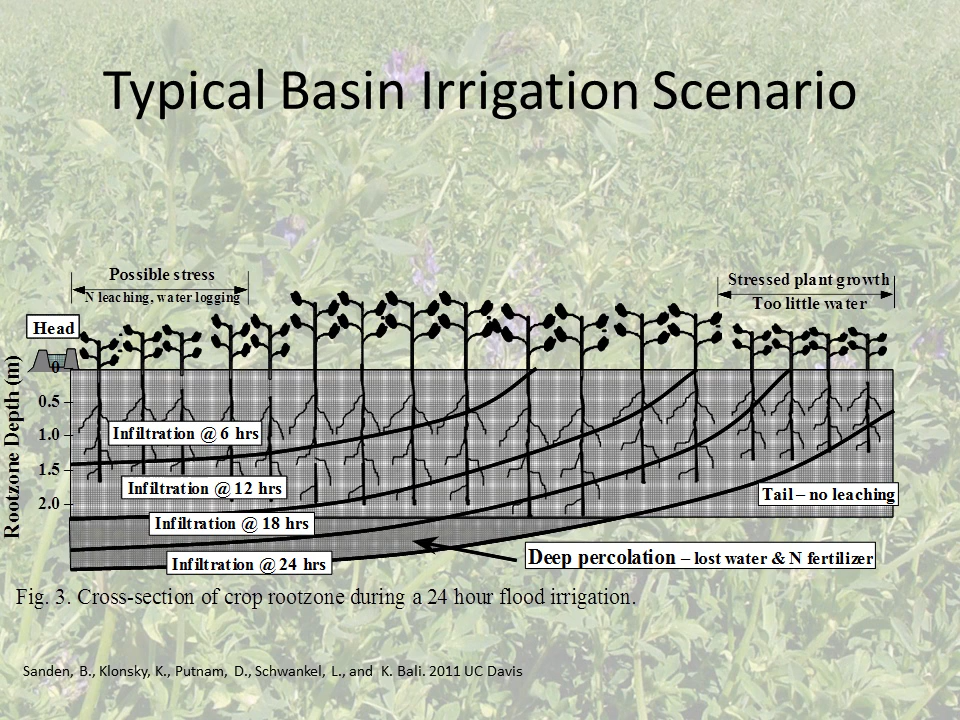 Typical Basin Irrigation Scenario
Possible stress
N leaching, water logging
Stressed plant growth
Too little water
Head
Rootzone Depth (m)
0
0.5
1.0
1.5
2.0
Infiltration @ 6 hrs
Infiltration @ 12 hrs
Infiltration @ 18 hrs
Infiltration @ 24 hrs
Tail – no leaching
Deep percolation – lost water & N fertilizer
Fig. 3. Cross-section of crop rootzone during a 24 hour flood irrigation.
Sanden, B., Klonsky, K., Putnam, D., Schwankel, L., and K. Bali. 2011 UC Davis